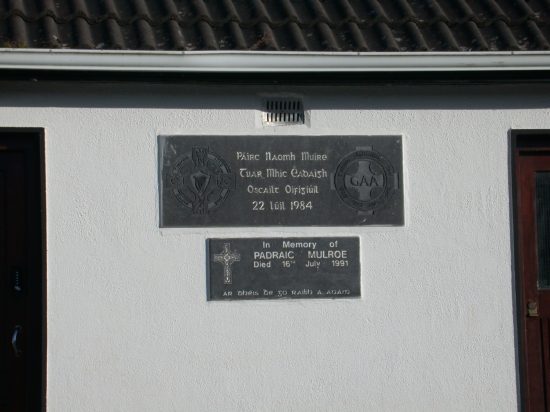 Páirc Naomh Muire
Tuar Mhic Éadaigh
Oscailt Oifigiúil
22 Iúil 1984
GAA
In Memory of
PADRAIC MULROE
Died 16th July 1991
AR DHEIS DÉ GO RAIBH A ANAM